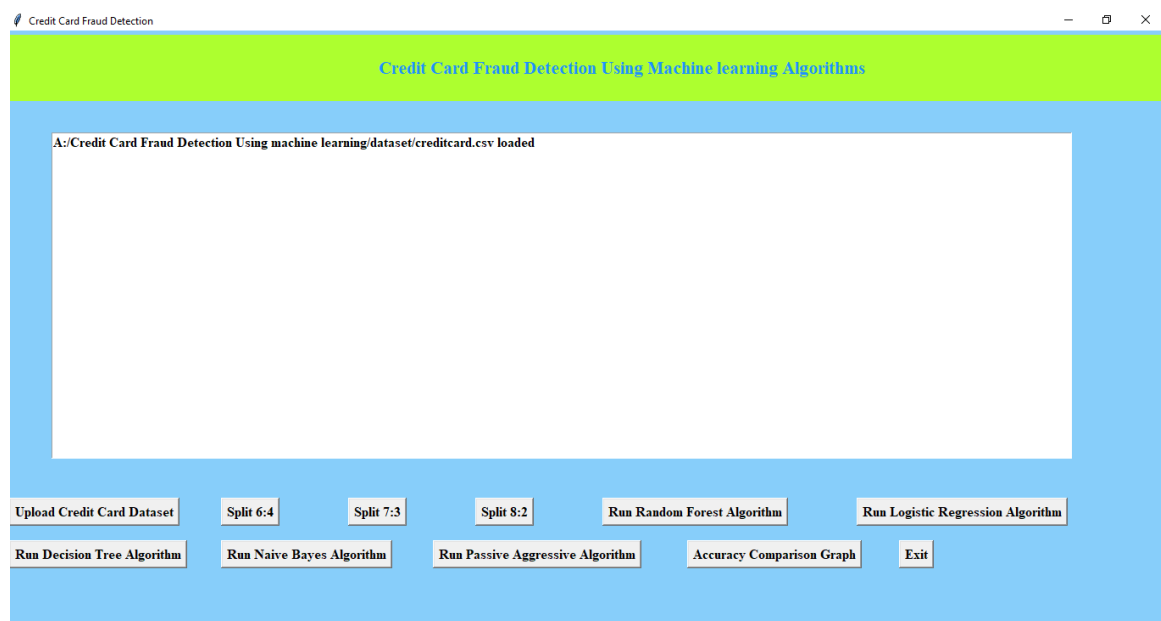 Credit Card Fraud Detection
Credit Card Fraud Detection Using Machine learning Algorithms
A:/Credit Card Fraud Detection Using machine learning/dataset/creditcard.csv loaded
Upload Credit Card Dataset Split 6:4 Split 7:3 Split 8:2 Run Random Forest Algorithm Run Logistic Regression Algorithm
Run Decision Tree Algorithm Run Naive Bayes Algorithm Run Passive Aggressive Algorithm Accuracy Comparison Graph Exit